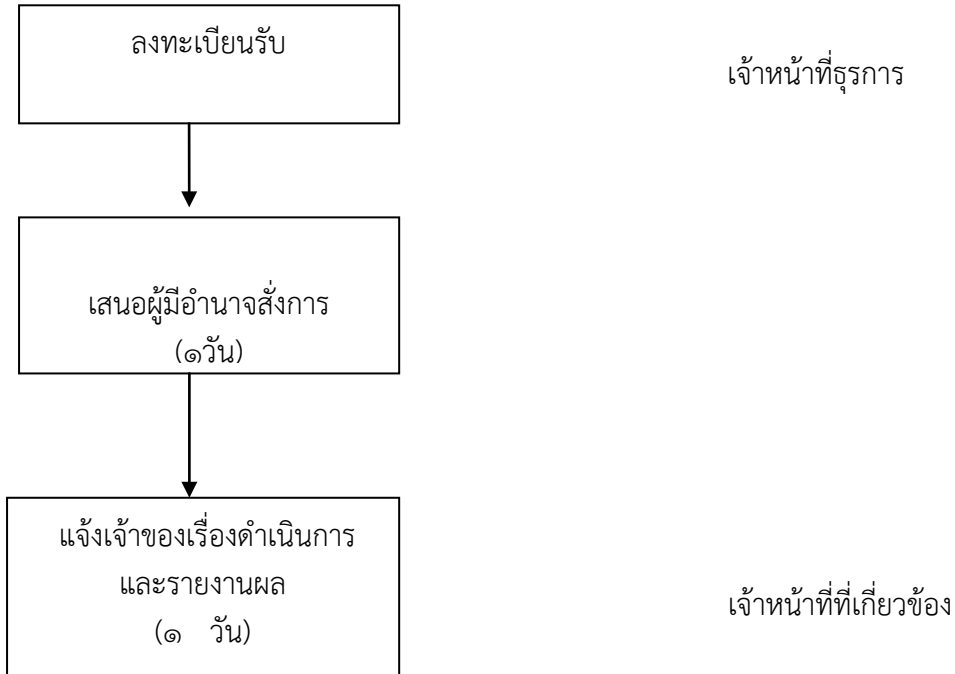 ลงทะเบียนรับ
เจ้าหน้าที่ธุรการ
เสนอผู้มีอำนาจสั่งการ
(๑วัน)
แจ้งเจ้าของเรื่องดำเนินการ
และรายงานผล
(๑ วัน)
เจ้าหน้าที่ที่เกี่ยวข้อง